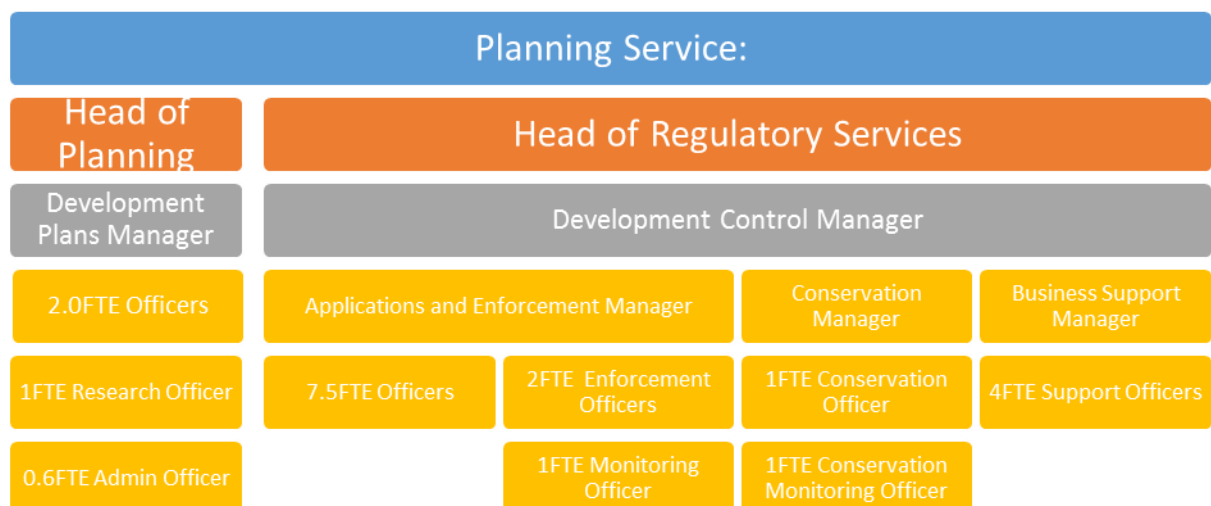 Planning Service:
Head of
Planning
Head of Regulatory Services
Development
Plans Manager
Development Control Manager
2.0FTE Officers
Applications and Enforcement Manager
Conservation
Manager
Business Support
Manager
1FTE Research Officer
7.5FTE Officers
2FTE Enforcement
Officers
1FTE Conservation
Officer
4FTE Support Officers
0.6FTE Admin Officer
1FTE Monitoring
Officer
1FTE Conservation
Monitoring Officer